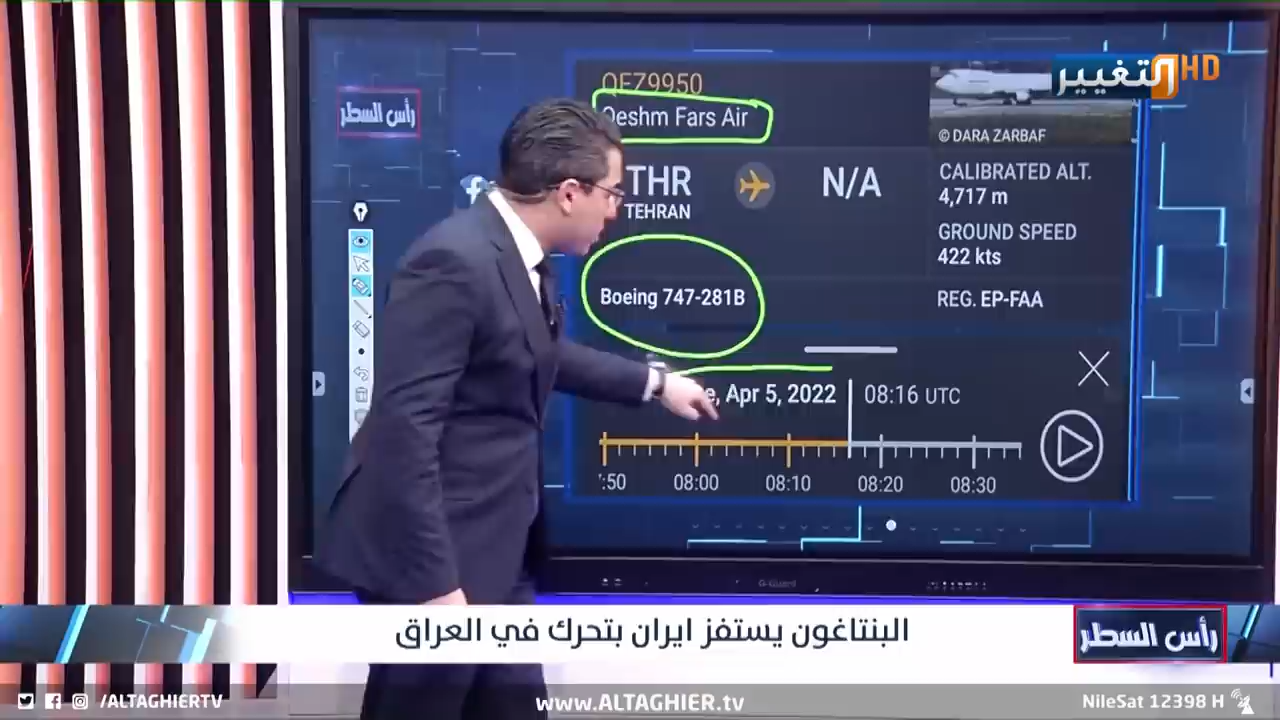 التغيير HD
رأس السطر
QFZ9950
Qeshm Fars Air
© DARA ZARBAF
THR
TEHRAN
N/A
CALIBRATED ALT.
4,717 m
GROUND SPEED
422 kts
Boeing 747-281B
REG. EP-FAA
Apr 5, 2022
08:16 UTC
:50 08:00 08:10 08:20 08:30
G-Guard
البنتاغون يستفز ايران بتحرك في العراق
رأس السطر
/ALTAGHIERTV
www.ALTAGHIER.tv
NileSat 12398 H